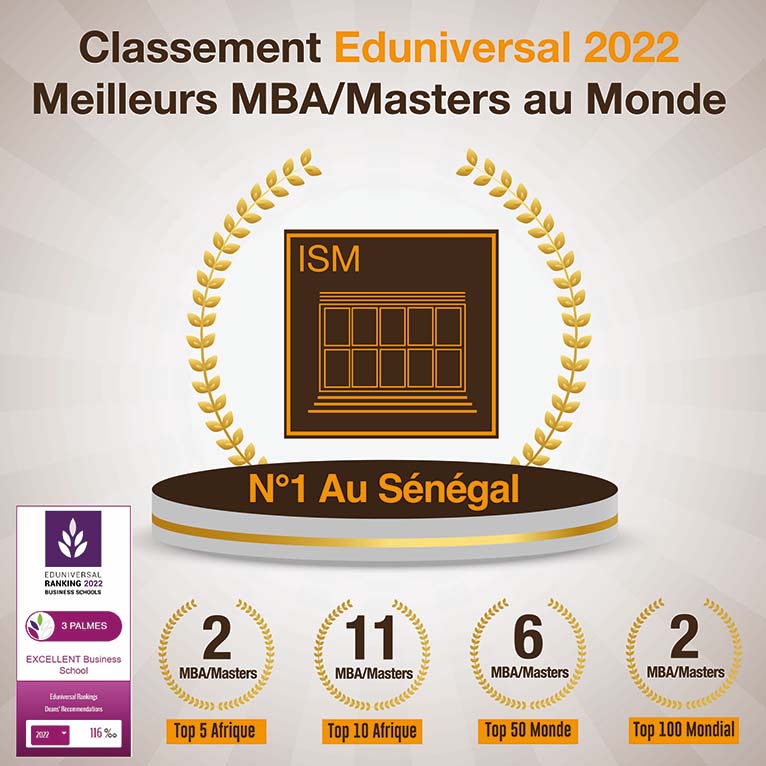 Classement Eduniversal 2022
Meilleurs MBA/Masters au Monde
ISM
N°1 Au Sénégal
EDUNIVERSAL
RANKING 2022
BUSINESS SCHOOLS
3 PALMES
EXCELLENT Business
School
Eduniversal Rankings
Deans' Recommendations
2022
116 ‰
2
MBA/Masters
Top 5 Afrique
11
MBA/Masters
Top 10 Afrique
6
MBA/Masters
Top 50 Monde
2
MBA/Masters
Top 100 Mondial